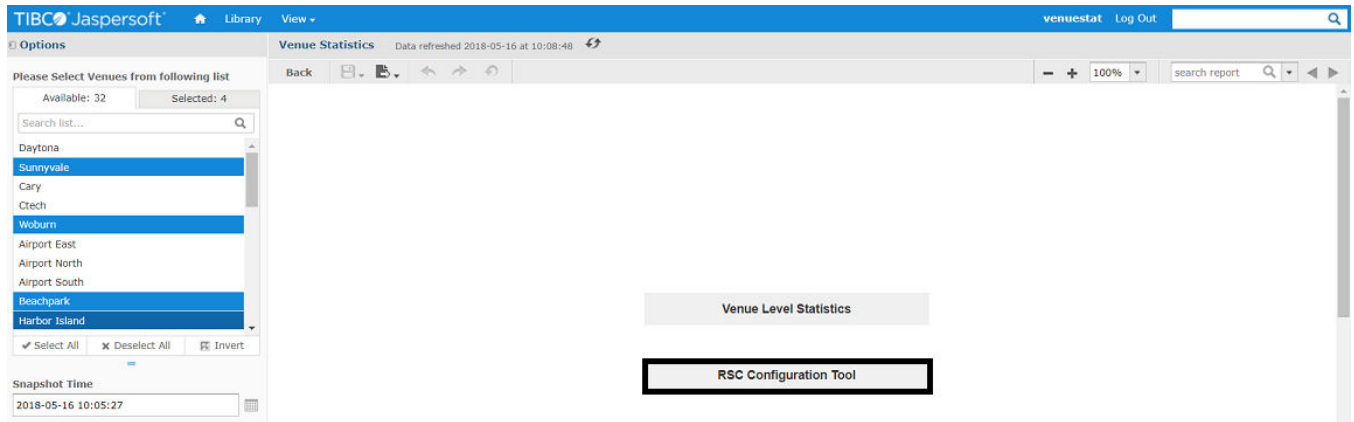 TIBCO Jaspersoft Library View venuestat Log Out
Options
Venue Statistics Data refreshed 2018-05-16 at 10:08:48
Please Select Venues from following list
Back 100% search report
Available: 32 Selected: 4
Search list...
Daytona
Sunnyvale
Cary
Ctech
Woburn
Airport East
Airport North
Airport South
Beachpark
Harbor Island
Select All Deselect All Invert
Snapshot Time
2018-05-16 10:05:27
Venue Level Statistics
RSC Configuration Tool